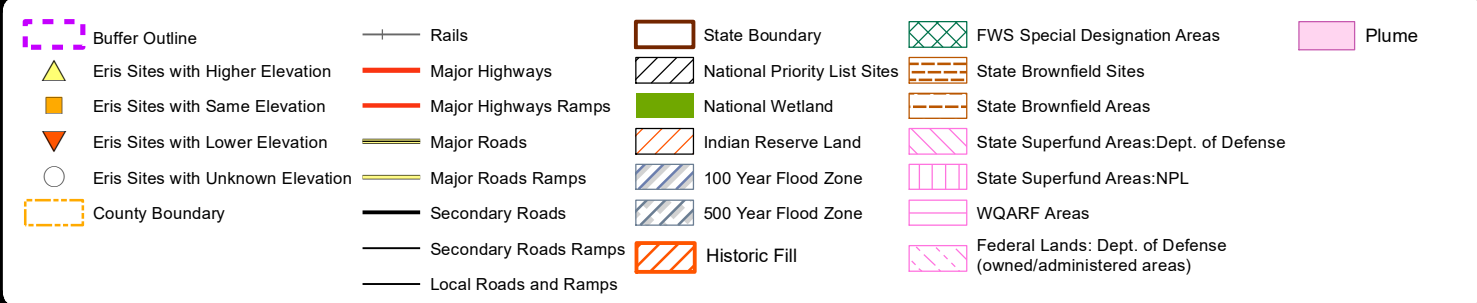 Buffer Outline
Eris Sites with Higher Elevation
Eris Sites with Same Elevation
Eris Sites with Lower Elevation
Eris Sites with Unknown Elevation
County Boundary
Rails
Major Highways
Major Highways Ramps
Major Roads
Major Roads Ramps
Secondary Roads
Secondary Roads Ramps
Local Roads and Ramps
State Boundary
National Priority List Sites
National Wetland
Indian Reserve Land
100 Year Flood Zone
500 Year Flood Zone
Historic Fill
FWS Special Designation Areas
State Brownfield Sites
State Brownfield Areas
State Superfund Areas:Dept. of Defense
State Superfund Areas:NPL
WQARF Areas
Federal Lands: Dept. of Defense
(owned/administered areas)
Plume